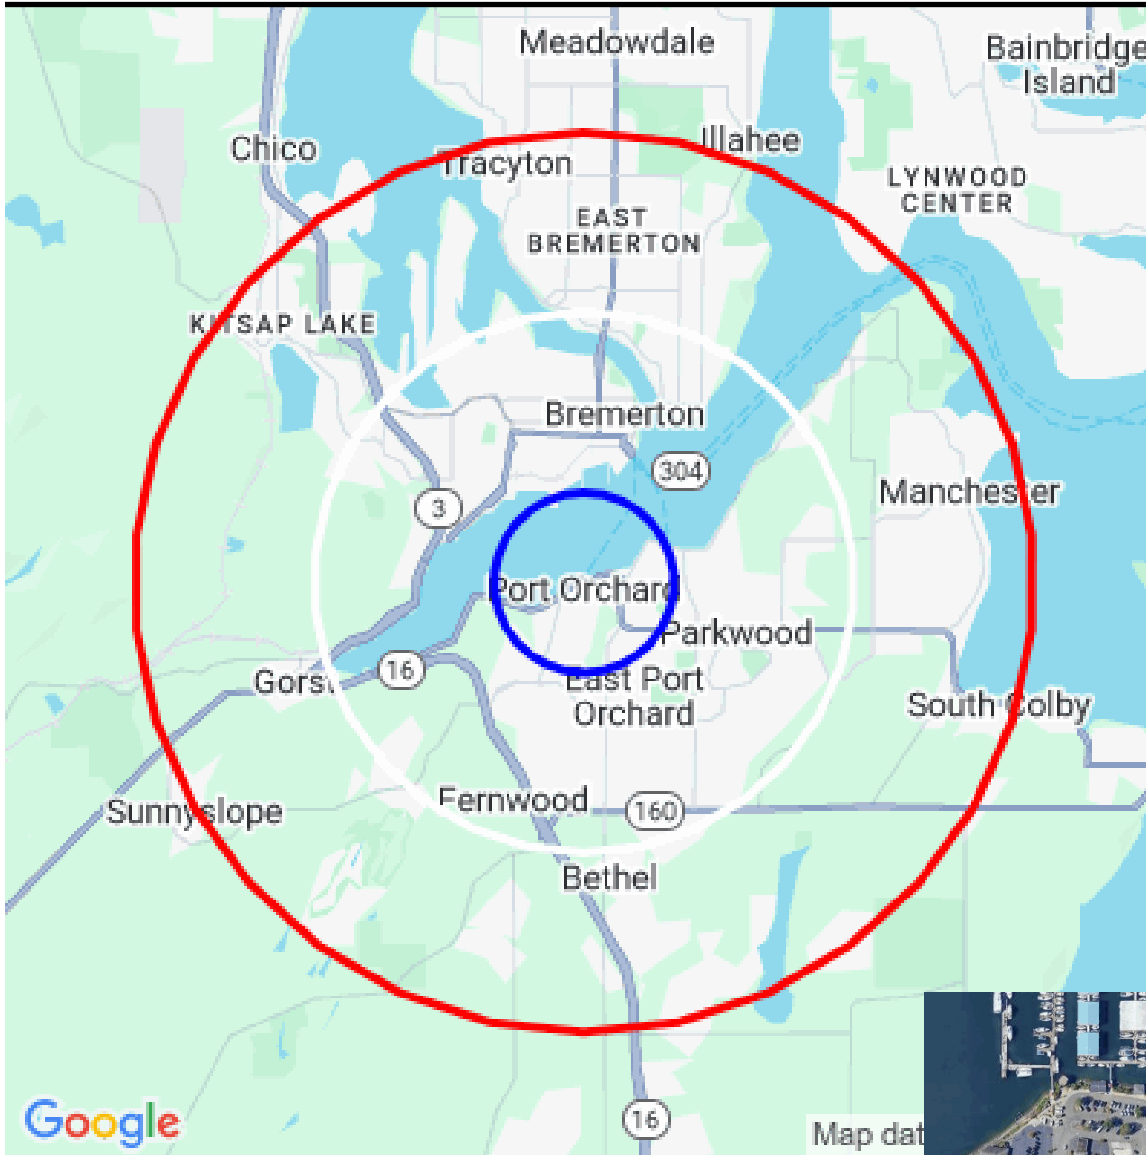 Meadowdale
Bainbridge
Island
Chico
Tracyton
Illahee
LYNWOOD
CENTER
EAST
BREMERTON
KITSAP LAKE
Bremerton
304
Manchester
3
Port Orchard
Parkwood
Gorst
16
East Port
Orchard
South Colby
Sunnyslope
Fernwood
160
Bethel
Google
16
Map dat